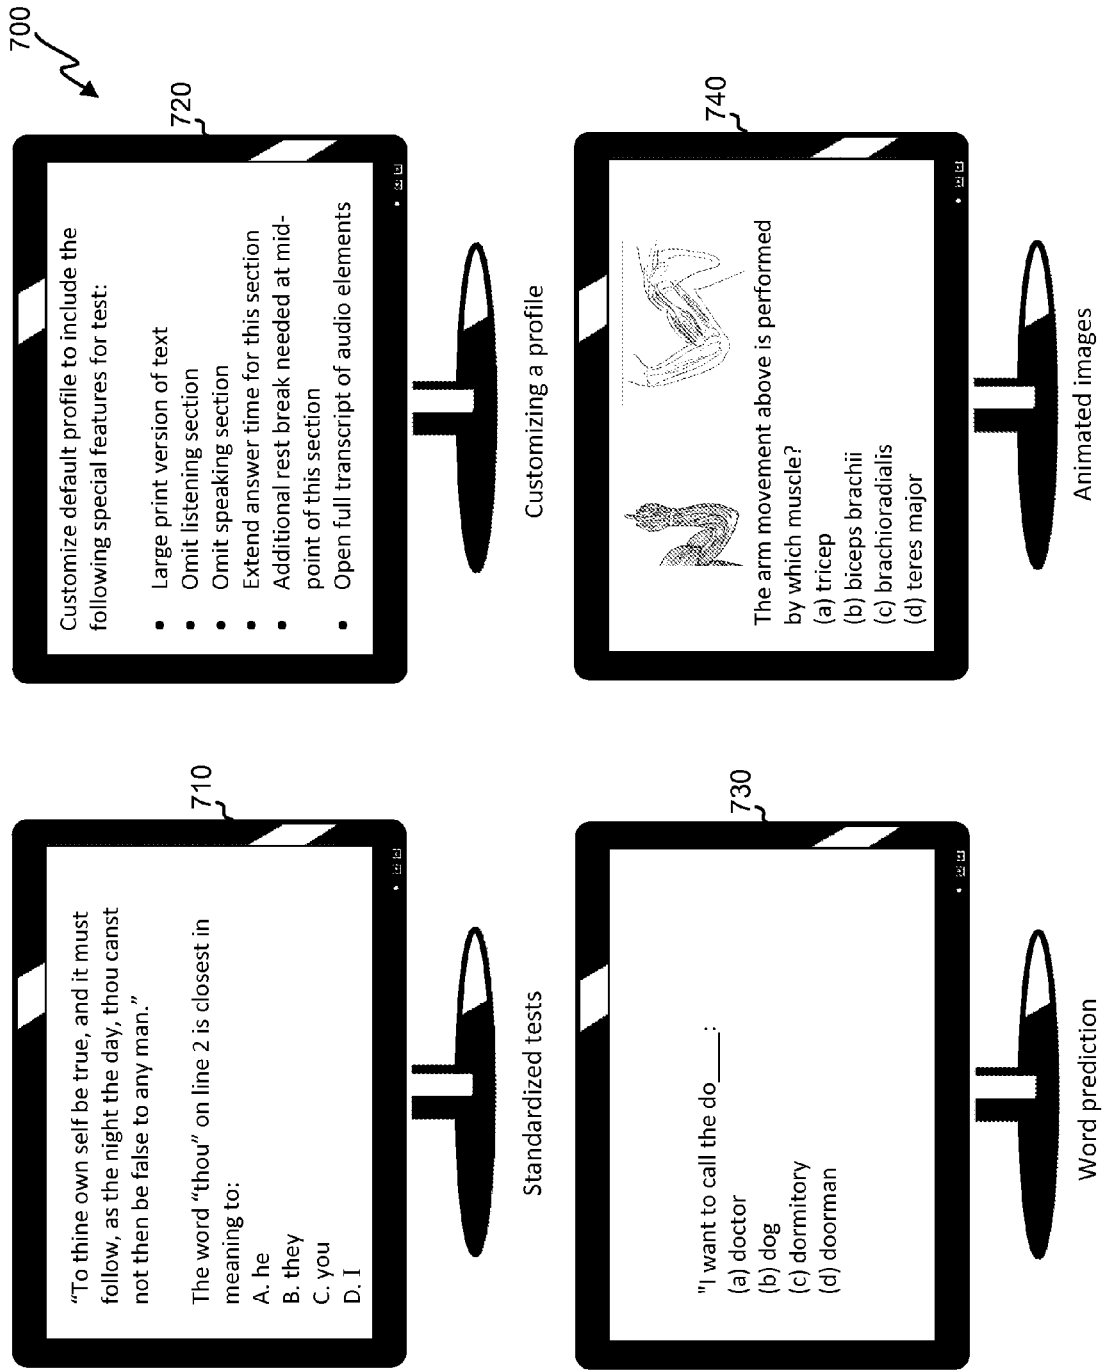 700
710
“To thine own self be true, and it must
follow, as the night the day, thou canst
not then be false to any man.”
The word “thou” on line 2 is closest in
meaning to:
A. he
B. they
C. you
D. I
Standardized tests
720
Customize default profile to include the
following special features for test:
• Large print version of text
• Omit listening section
• Omit speaking section
• Extend answer time for this section
• Additional rest break needed at mid-
point of this section
• Open full transcript of audio elements
Customizing a profile
730
"I want to call the do____:
(a) doctor
(b) dog
(c) dormitory
(d) doorman
Word prediction
740
The arm movement above is performed
by which muscle?
(a) tricep
(b) biceps brachii
(c) brachioradialis
(d) teres major
Animated images